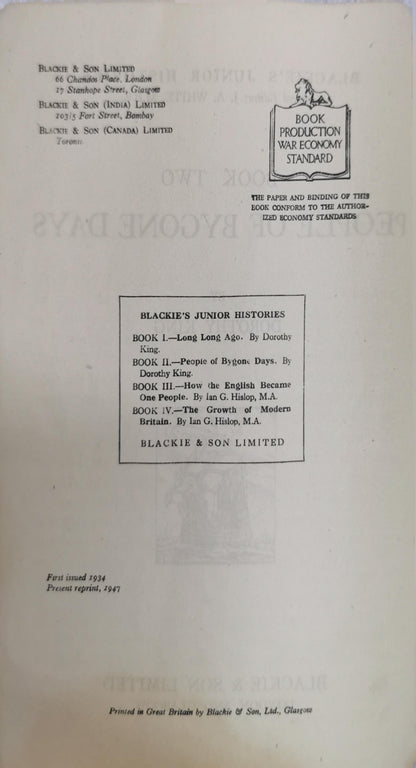 BLACKIE & SON LIMITED
66 Chandos Place, London
17 Stanhope Street, Glasgow
BLACKIE & SON (INDIA) LIMITED
103/5 Fort Street, Bombay
BLACKIE & SON (CANADA) LIMITED
Toronto
BOOK
PRODUCTION
WAR ECONOMY
STANDARD
THE PAPER AND BINDING OF THIS
BOOK CONFORM TO THE AUTHOR-
IZED ECONOMY STANDARDS
BLACKIE'S JUNIOR HISTORIES
BOOK I.—Long Long Ago. By Dorothy
King.
BOOK II.—People of Bygone Days. By
Dorothy King.
BOOK III.—How the English Became
One People. By Ian G. Hislop, M.A.
BOOK IV.—The Growth of Modern
Britain. By Ian G. Hislop, M.A.
BLACKIE & SON LIMITED
First issued 1934
Present reprint, 1947
Printed in Great Britain by Blackie & Son, Ltd., Glasgow